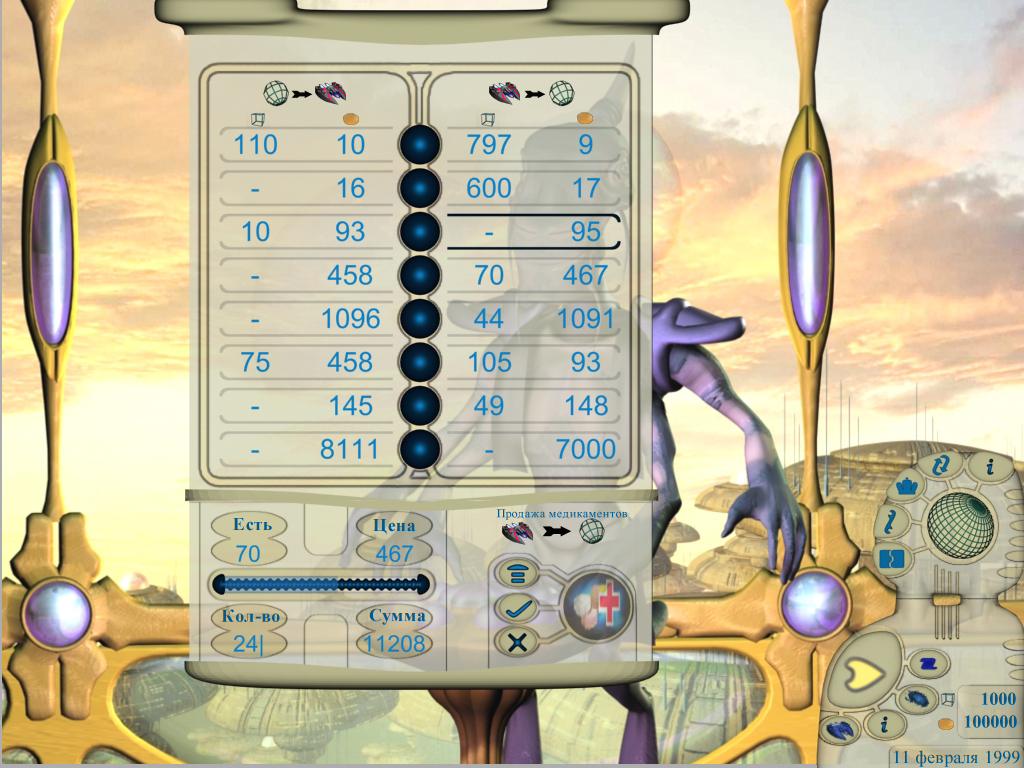 110 10 797 9
- 16 600 17
10 93 - 95
- 458 70 467
- 1096 44 1091
75 458 105 93
- 145 49 148
- 8111 - 7000
Есть Цена
70 467
Кол-во Сумма
24| 11208
Продажа медикаментов
i
i
1000
100000
11 февраля 1999